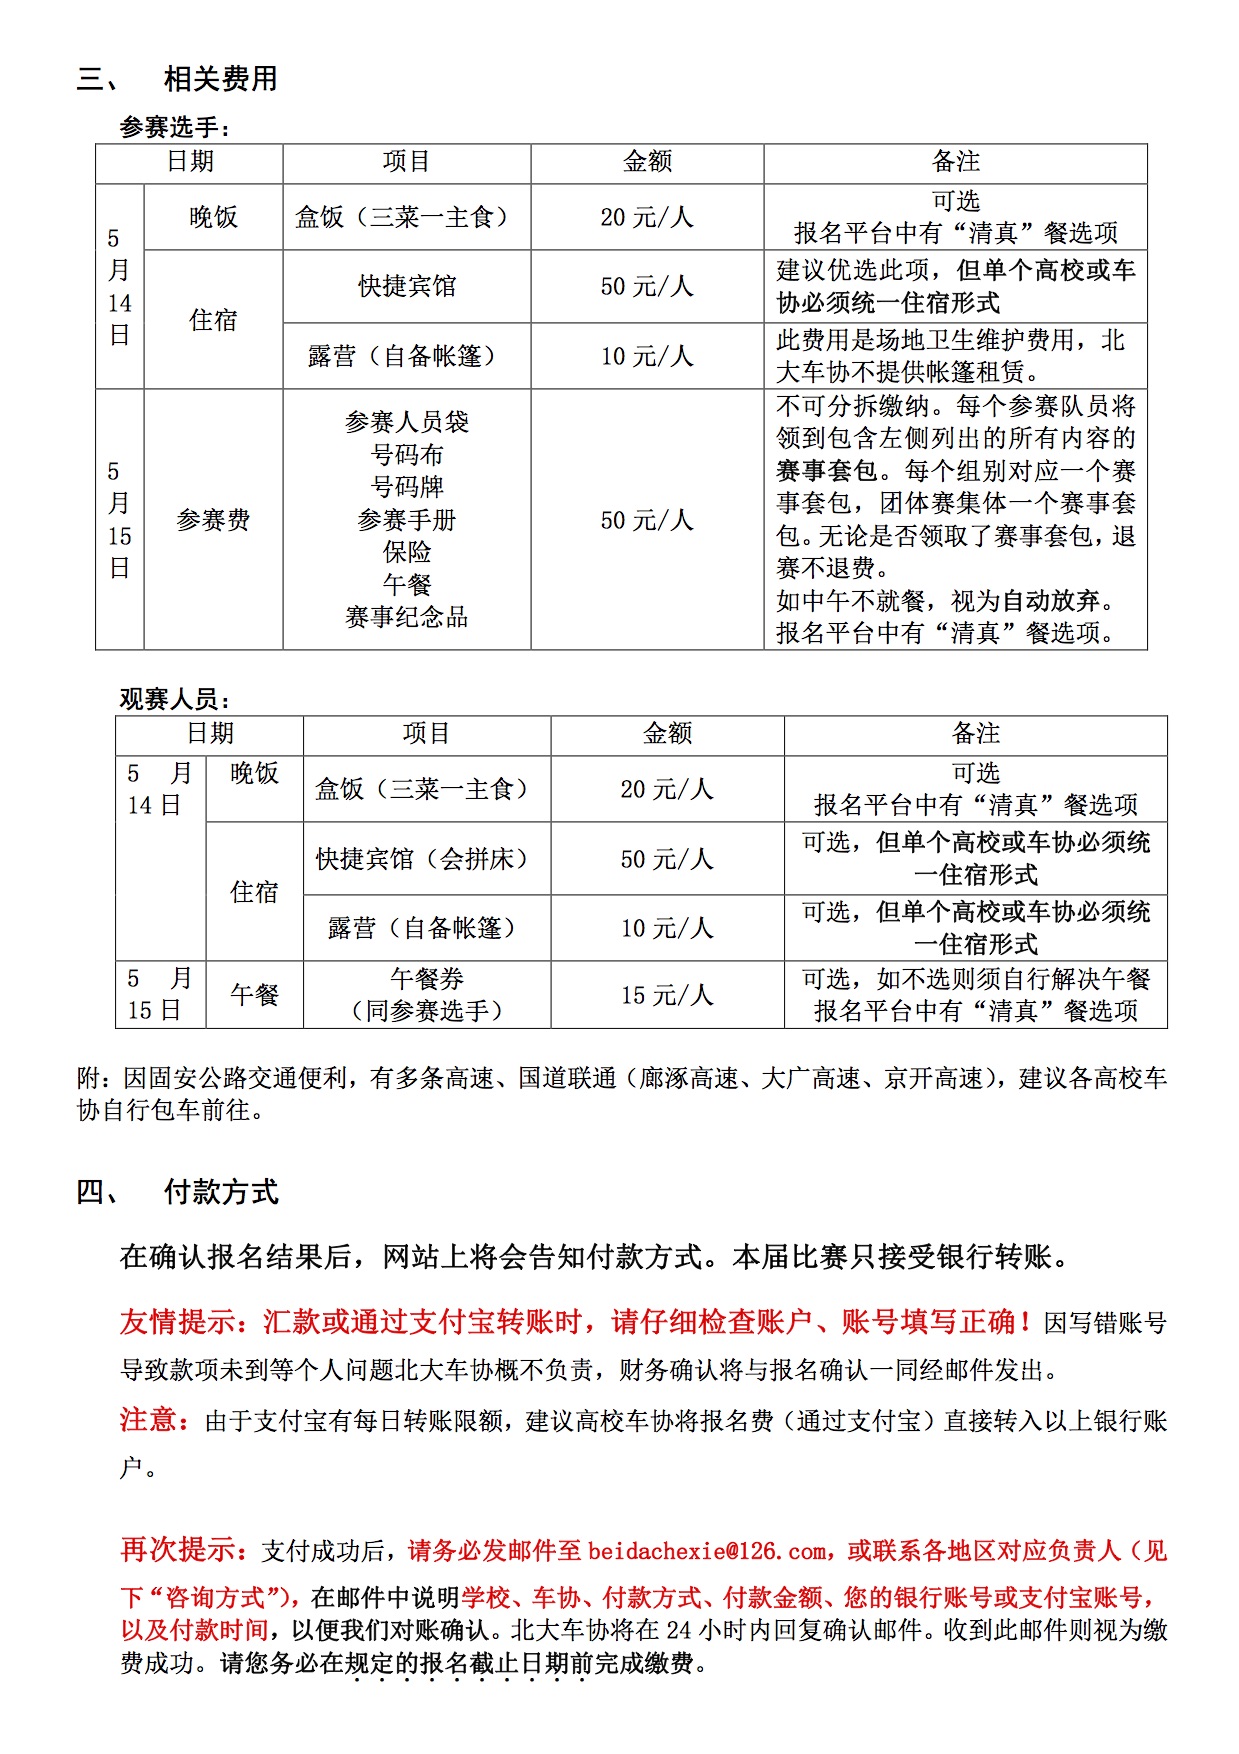 三、 相关费用
参赛选手：
日期 项目 金额 备注
5
月
14
日
晚饭 盒饭（三菜一主食） 20 元/人 可选
报名平台中有“清真”餐选项
住宿
快捷宾馆 50 元/人 建议优选此项，但单个高校或车
协必须统一住宿形式
露营（自备帐篷） 10 元/人 此费用是场地卫生维护费用，北
大车协不提供帐篷租赁。
5
月
15
日
参赛费
参赛人员袋
号码布
号码牌
参赛手册
保险
午餐
赛事纪念品
50 元/人
不可分拆缴纳。每个参赛队员将
领到包含左侧列出的所有内容的
赛事套包。每个组别对应一个赛
事套包，团体赛集体一个赛事套
包。无论是否领取了赛事套包，退
赛不退费。
如中午不就餐，视为自动放弃。
报名平台中有“清真”餐选项。
观赛人员：
日期 项目 金额 备注
5 月
14 日
晚饭 盒饭（三菜一主食） 20 元/人 可选
报名平台中有“清真”餐选项
住宿
快捷宾馆（会拼床） 50 元/人 可选，但单个高校或车协必须统
一住宿形式
露营（自备帐篷） 10 元/人 可选，但单个高校或车协必须统
一住宿形式
5 月
15 日
午餐
午餐券
（同参赛选手）
15 元/人
可选，如不选则须自行解决午餐
报名平台中有“清真”餐选项
附：因固安公路交通便利，有多条高速、国道联通（廊涿高速、大广高速、京开高速），建议各高校车
协自行包车前往。
四、 付款方式
在确认报名结果后，网站上将会告知付款方式。本届比赛只接受银行转账。
友情提示：汇款或通过支付宝转账时，请仔细检查账户、账号填写正确！因写错账号
导致款项未到等个人问题北大车协概不负责，财务确认将与报名确认一同经邮件发出。
注意：由于支付宝有每日转账限额，建议高校车协将报名费（通过支付宝）直接转入以上银行账
户。
再次提示：支付成功后，请务必发邮件至 beidachexie@126.com，或联系各地区对应负责人（见
下“咨询方式”），在邮件中说明学校、车协、付款方式、付款金额、您的银行账号或支付宝账号，
以及付款时间，以便我们对账确认。北大车协将在 24 小时内回复确认邮件。收到此邮件则视为缴
费成功。请您务必在规定的报名截止日期前完成缴费。